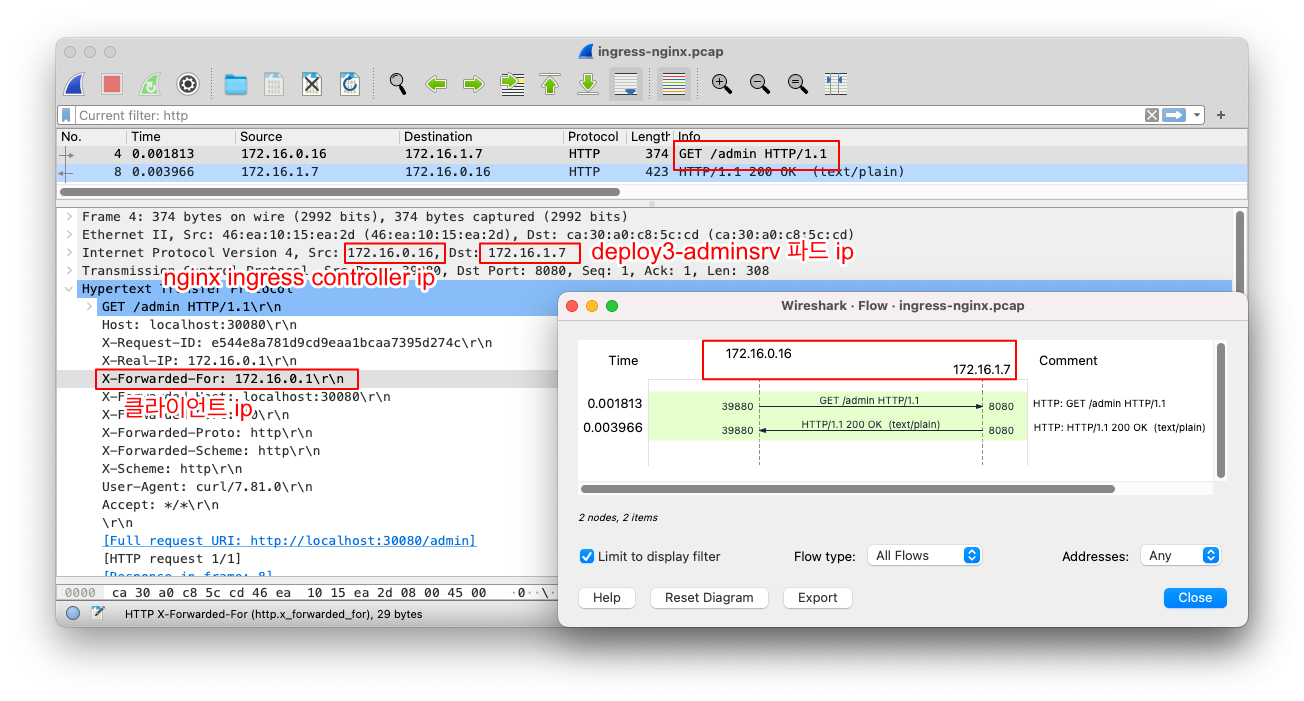 ingress-nginx.pcap
Current filter: http
+
No. Time Source Destination Protocol Length Info
4 0.001813 172.16.0.16 172.16.1.7 HTTP 374 GET /admin HTTP/1.1
8 0.003966 172.16.1.7 172.16.0.16 HTTP 423 HTTP/1.1 200 OK (text/plain)
Frame 4: 374 bytes on wire (2992 bits), 374 bytes captured (2992 bits)
Ethernet II, Src: 46:ea:10:15:ea:2d (46:ea:10:15:ea:2d), Dst: ca:30:a0:c8:5c:cd (ca:30:a0:c8:5c:cd)
Internet Protocol Version 4, Src: 172.16.0.16, Dst: 172.16.1.7
deploy3-adminsrv 파드 ip
Transmission Control Protocol, Src Port: 39880, Dst Port: 8080, Seq: 1, Ack: 1, Len: 308
nginx ingress controller ip
Hypertext Transfer Protocol
GET /admin HTTP/1.1\r\n
Host: localhost:30080\r\n
X-Request-ID: e544e8a781d9cd9eaa1bcaa7395d274c\r\n
X-Real-IP: 172.16.0.1\r\n
X-Forwarded-For: 172.16.0.1\r\n
X-Forwarded-Host: localhost:30080\r\n
클라이언트 ip
X-Forwarded-Proto: http\r\n
X-Forwarded-Scheme: http\r\n
X-Scheme: http\r\n
User-Agent: curl/7.81.0\r\n
Accept: */*\r\n
\r\n
[Full request URI: http://localhost:30080/admin]
[HTTP request 1/1]
[Response in frame: 8]
0000 ca 30 a0 c8 5c cd 46 ea 10 15 ea 2d 08 00 45 00 ·0··\·
HTTP X-Forwarded-For (http.x_forwarded_for), 29 bytes
Wireshark · Flow · ingress-nginx.pcap
Time
172.16.0.16
172.16.1.7
Comment
0.001813 39880 GET /admin HTTP/1.1 8080 HTTP: GET /admin HTTP/1.1
0.003966 39880 HTTP/1.1 200 OK (text/plain) 8080 HTTP: HTTP/1.1 200 OK (text/plain)
2 nodes, 2 items
Limit to display filter
Flow type: All Flows
Addresses: Any
Help
Reset Diagram
Export
Close